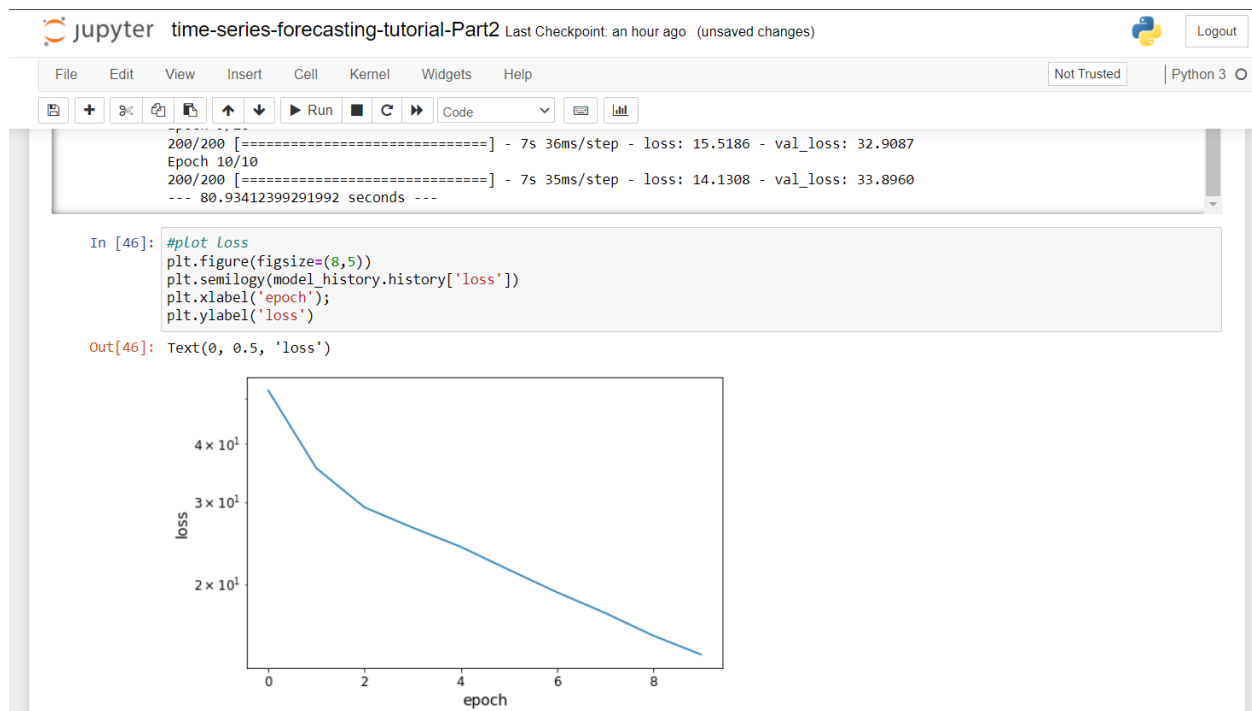 jupyter time-series-forecasting-tutorial-Part2 Last Checkpoint: an hour ago (unsaved changes) Logout
File Edit View Insert Cell Kernel Widgets Help Not Trusted Python 3
Run Code
200/200 [==============================] - 7s 36ms/step - loss: 15.5186 - val_loss: 32.9087
Epoch 10/10
200/200 [==============================] - 7s 35ms/step - loss: 14.1308 - val_loss: 33.8960
--- 80.93412399291992 seconds ---
In [46]: #plot loss
plt.figure(figsize=(8,5))
plt.semilogy(model_history.history['loss'])
plt.xlabel('epoch');
plt.ylabel('loss')
Out[46]: Text(0, 0.5, 'loss')
4 × 10¹
3 × 10¹
2 × 10¹
loss
0 2 4 6 8
epoch